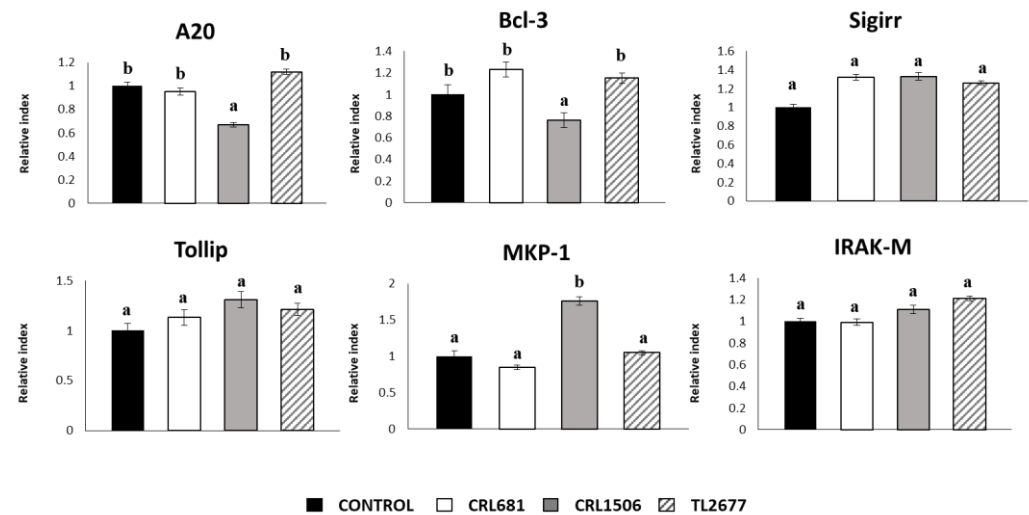 A20
Relative index
1.2
1
0.8
0.6
0.4
0.2
0
b b a b
Bcl-3
Relative index
1.4
1.2
1
0.8
0.6
0.4
0.2
0
b b a b
Sigirr
Relative index
1.6
1.4
1.2
1
0.8
0.6
0.4
0.2
0
a a a a
Tollip
Relative index
1.5
1
0.5
0
a a a a
MKP-1
Relative index
2
1.5
1
0.5
0
a a b a
IRAK-M
Relative index
1.4
1.2
1
0.8
0.6
0.4
0.2
0
a a a a
CONTROL CRL681 CRL1506 TL2677